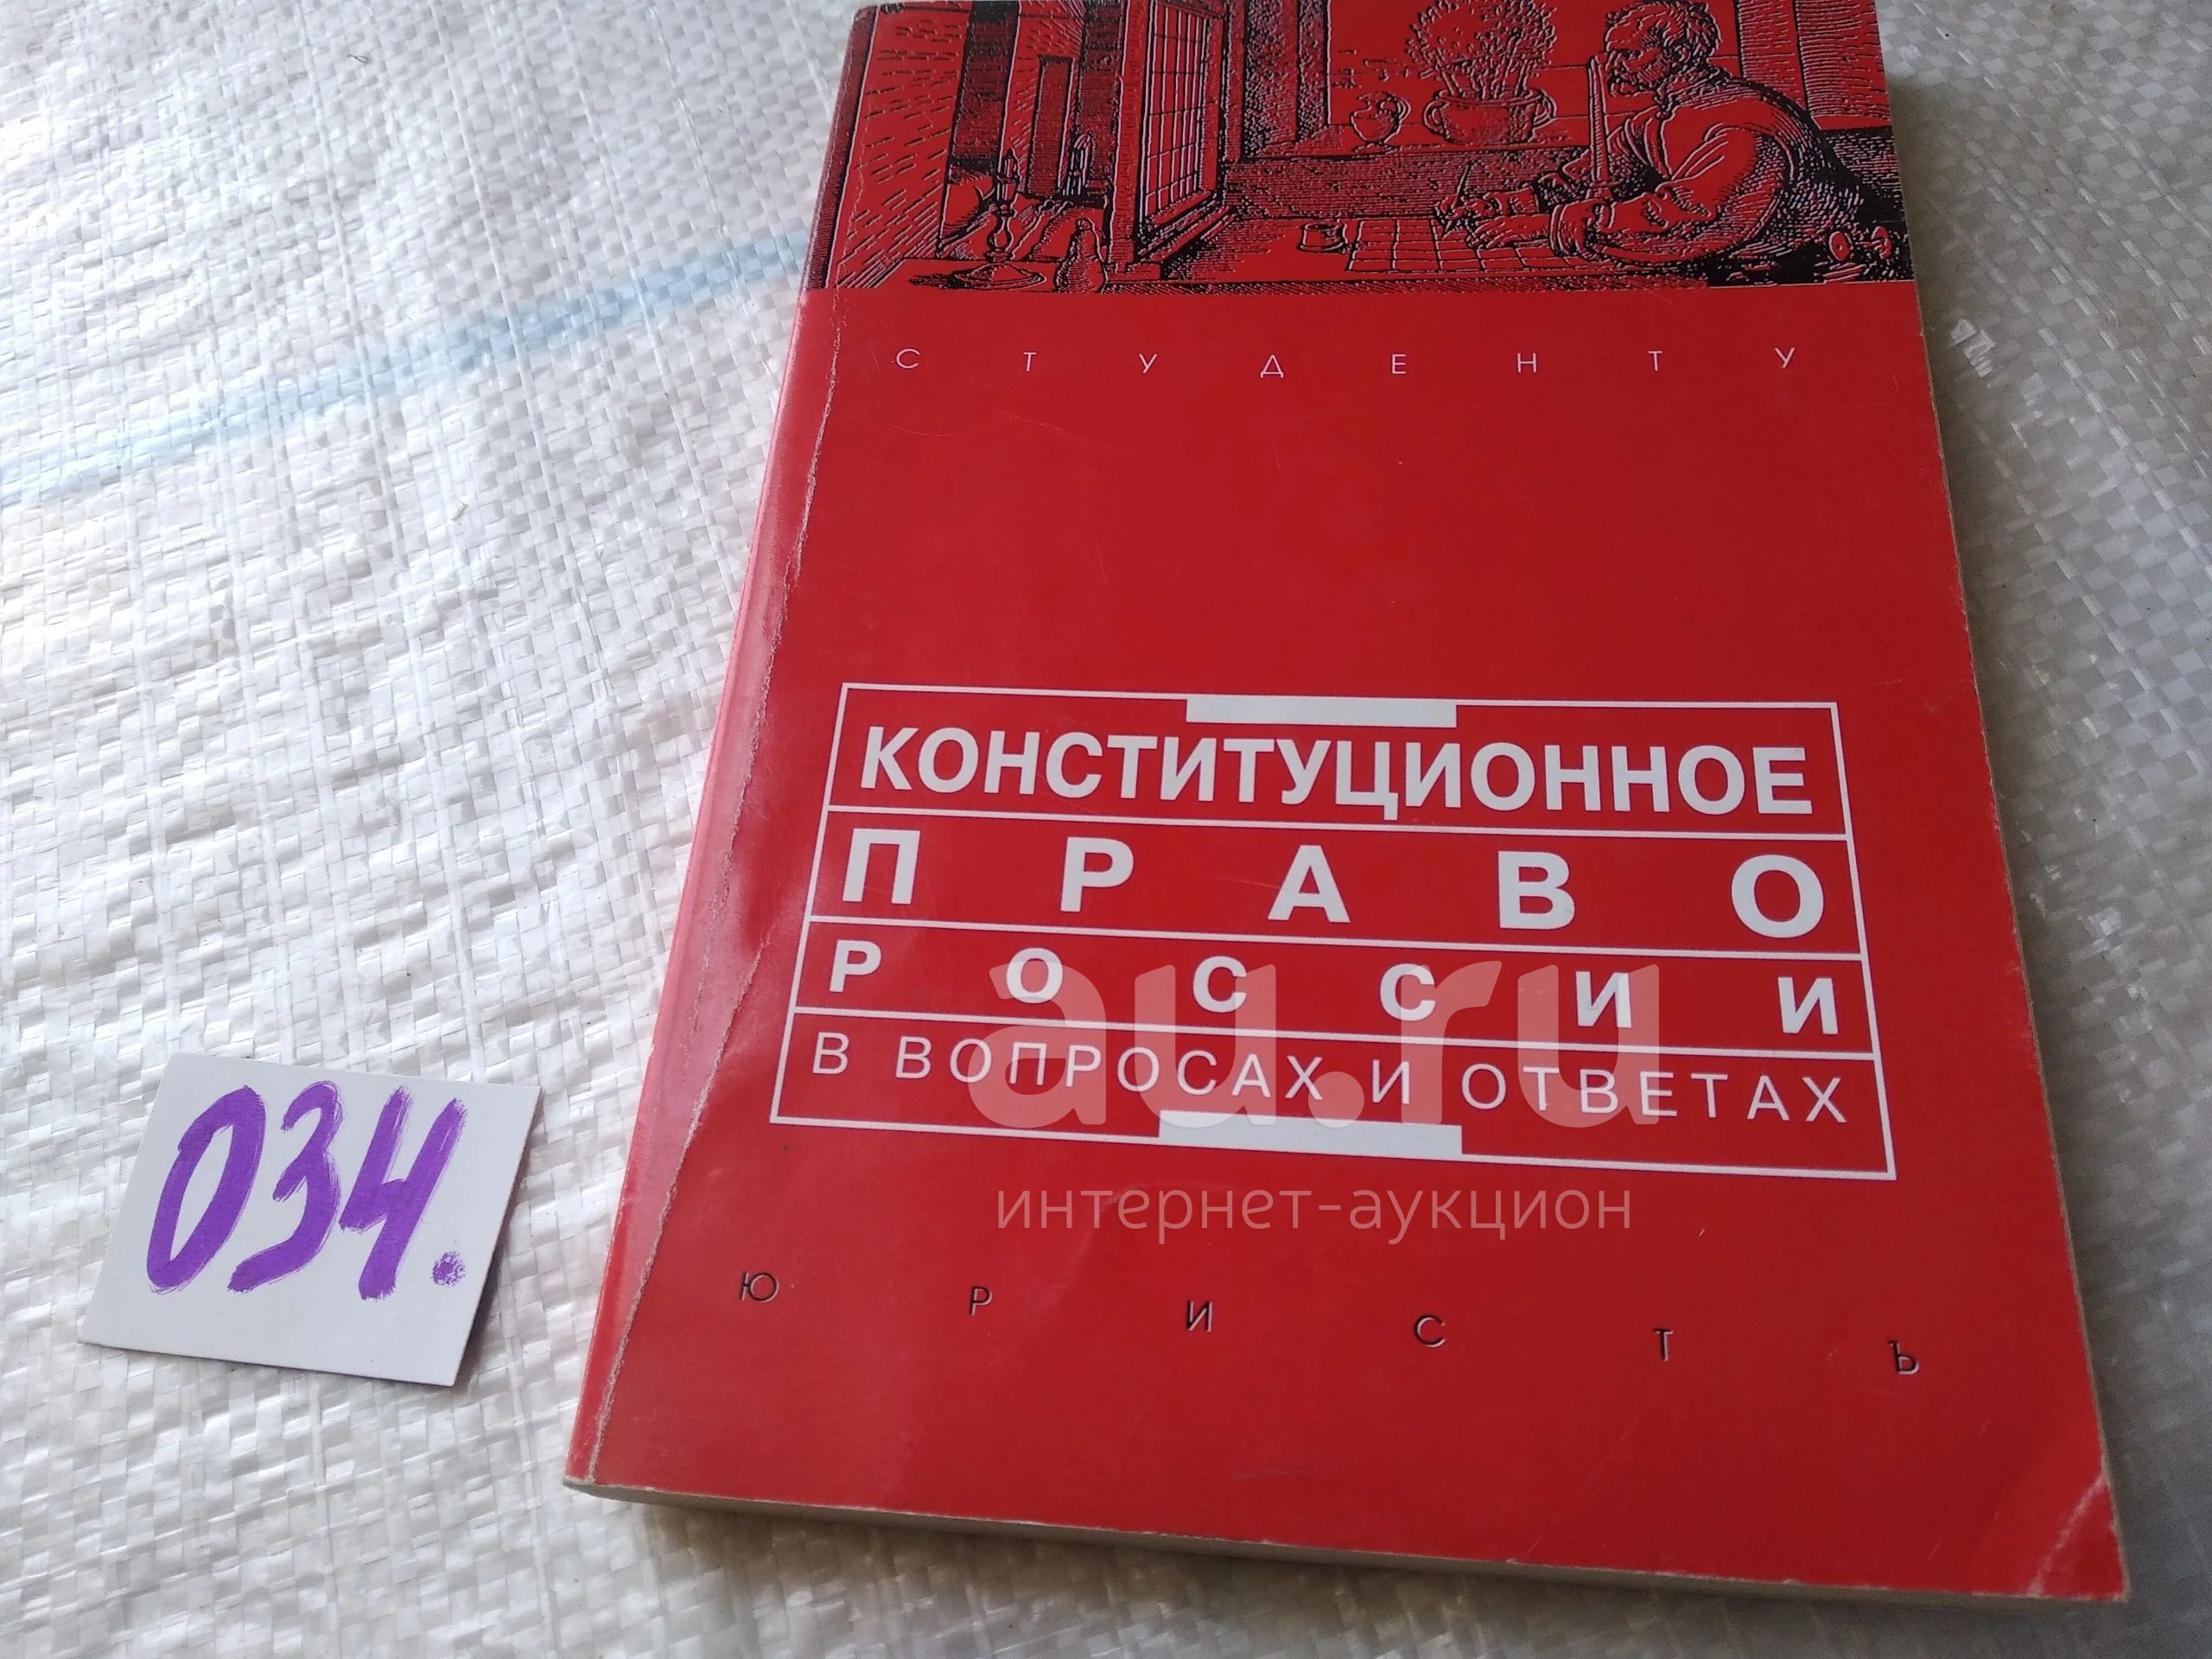 СТУДЕНТУ
КОНСТИТУЦИОННОЕ
ПРАВО
РОССИИ
В ВОПРОСАХ И ОТВЕТАХ
au.ru
интернет-аукцион
ЮРИСТЪ
034.